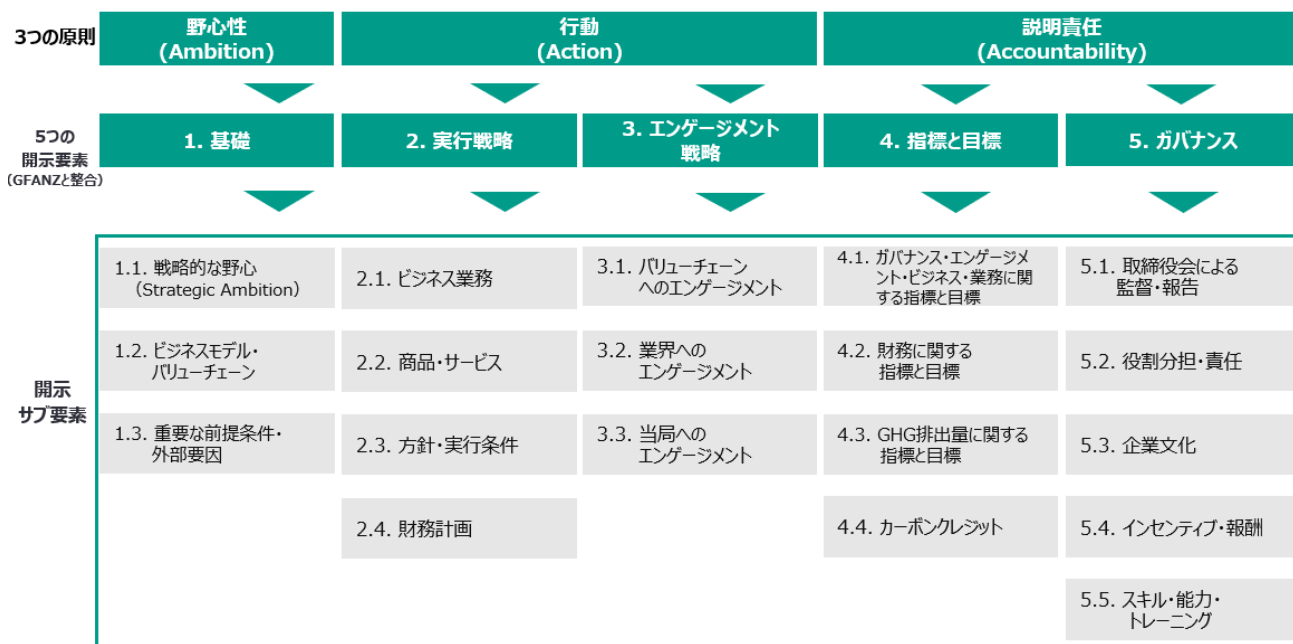 3つの原則
野心性
(Ambition)
行動
(Action)
説明責任
(Accountability)
5つの
開示要素
(GFANZと整合)
1. 基礎
2. 実行戦略
3. エンゲージメント
戦略
4. 指標と目標
5. ガバナンス
開示
サブ要素
1.1. 戦略的な野心
(Strategic Ambition)
1.2. ビジネスモデル・
バリューチェーン
1.3. 重要な前提条件・
外部要因
2.1. ビジネス業務
2.2. 商品・サービス
2.3. 方針・実行条件
2.4. 財務計画
3.1. バリューチェーン
へのエンゲージメント
3.2. 業界への
エンゲージメント
3.3. 当局への
エンゲージメント
4.1. ガバナンス・エンゲージメ
ント・ビジネス・業務に関
する指標と目標
4.2. 財務に関する
指標と目標
4.3. GHG排出量に関する
指標と目標
4.4. カーボンクレジット
5.1. 取締役会による
監督・報告
5.2. 役割分担・責任
5.3. 企業文化
5.4. インセンティブ・報酬
5.5. スキル・能力・
トレーニング